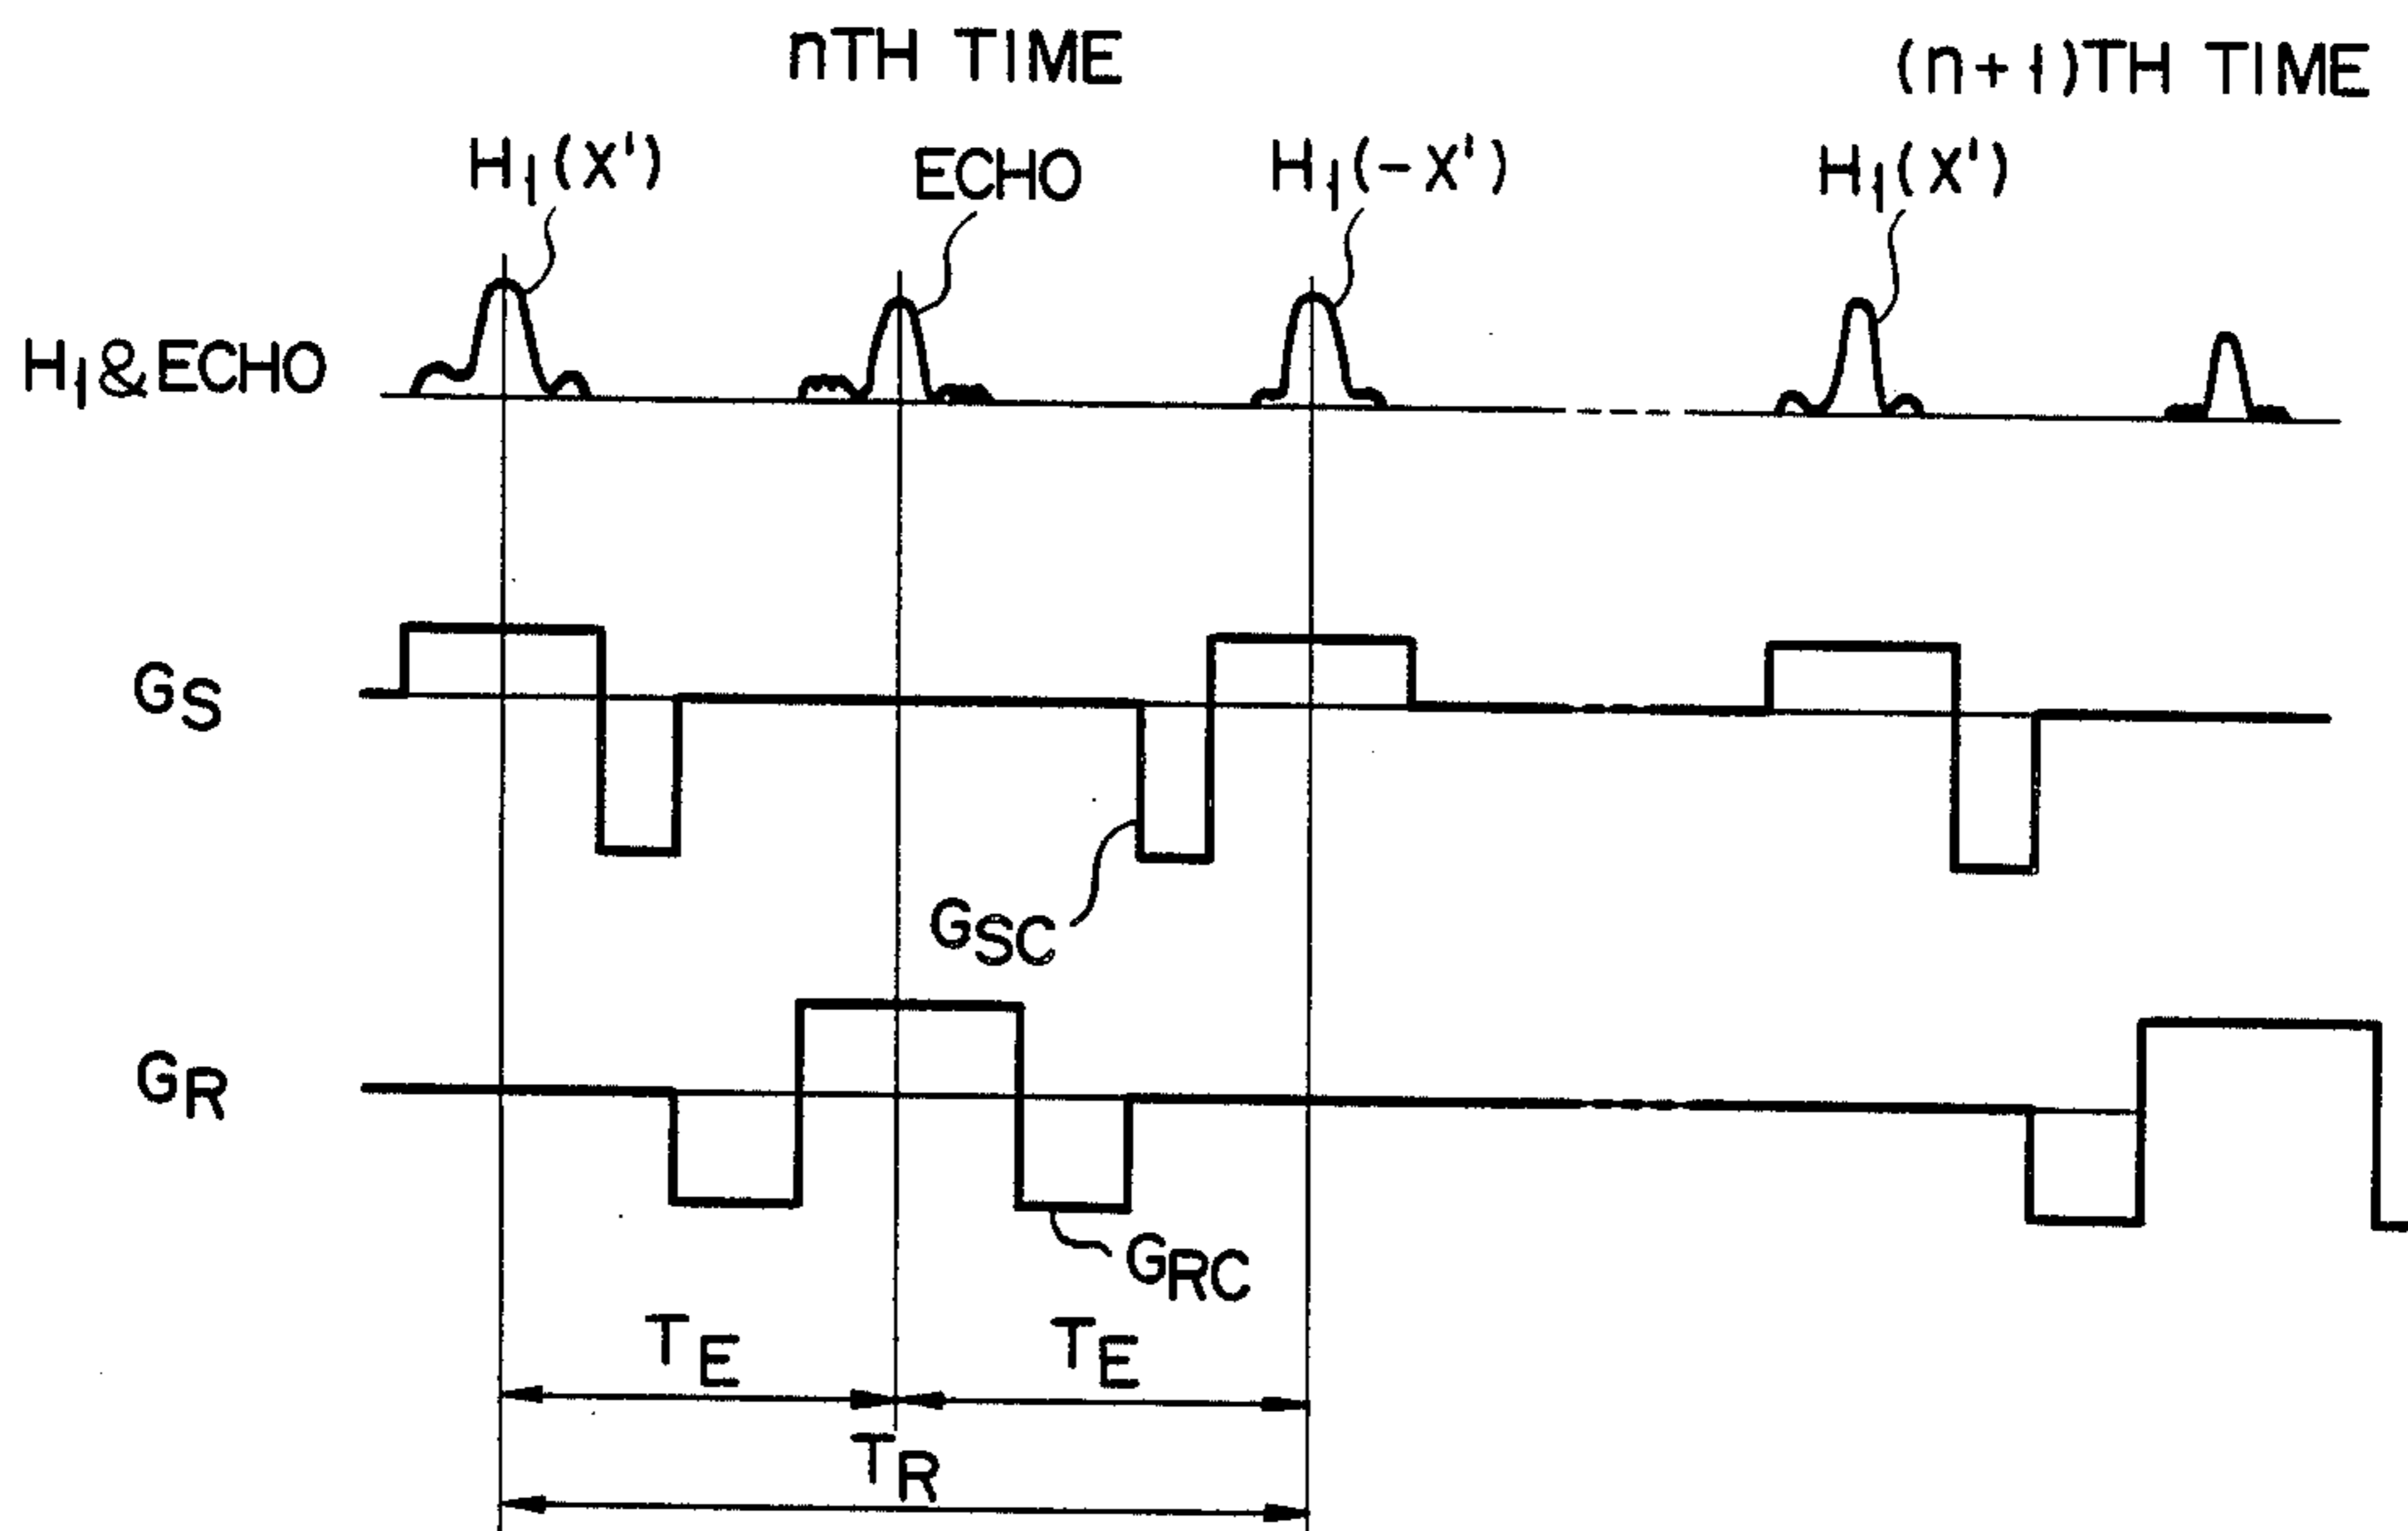 nTH TIME
(n+1)TH TIME
H1(X')
ECHO
H1(-X')
H1(X')
H1&ECHO
GS
GSC
GR
GRC
TE
TE
TR